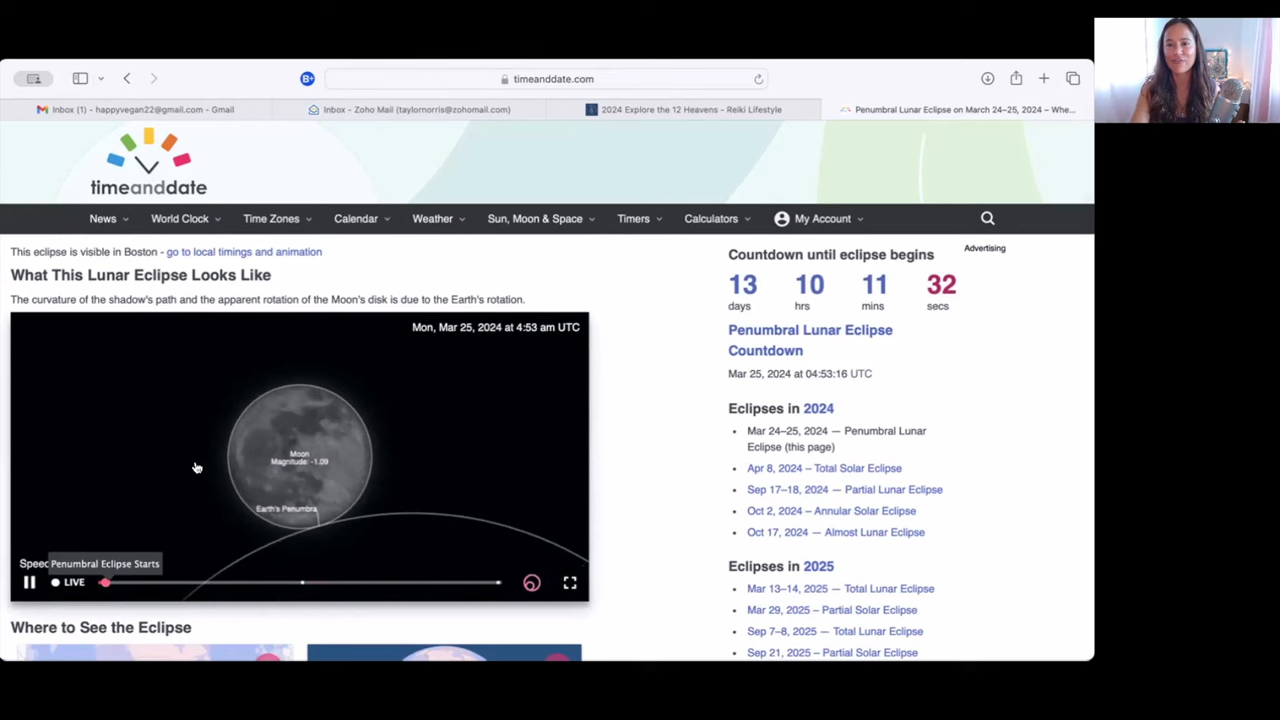 timeanddate.com
Inbox (1) - happyvegan22@gmail.com - Gmail
Inbox - Zoho Mail (taylornorris@zohomail.com)
2024 Explore the 12 Heavens - Reiki Lifestyle
Penumbral Lunar Eclipse on March 24–25, 2024 – Whe...
timeanddate
News
World Clock
Time Zones
Calendar
Weather
Sun, Moon & Space
Timers
Calculators
My Account
This eclipse is visible in Boston - go to local timings and animation
What This Lunar Eclipse Looks Like
The curvature of the shadow's path and the apparent rotation of the Moon's disk is due to the Earth's rotation.
Mon, Mar 25, 2024 at 4:53 am UTC
Moon
Magnitude: -1.09
Earth's Penumbra
Speed
Penumbral Eclipse Starts
LIVE
Where to See the Eclipse
Countdown until eclipse begins
Advertising
13 10 11 32
days hrs mins secs
Penumbral Lunar Eclipse
Countdown
Mar 25, 2024 at 04:53:16 UTC
Eclipses in 2024
Mar 24–25, 2024 — Penumbral Lunar
Eclipse (this page)
Apr 8, 2024 – Total Solar Eclipse
Sep 17–18, 2024 — Partial Lunar Eclipse
Oct 2, 2024 – Annular Solar Eclipse
Oct 17, 2024 – Almost Lunar Eclipse
Eclipses in 2025
Mar 13–14, 2025 — Total Lunar Eclipse
Mar 29, 2025 – Partial Solar Eclipse
Sep 7–8, 2025 — Total Lunar Eclipse
Sep 21, 2025 – Partial Solar Eclipse